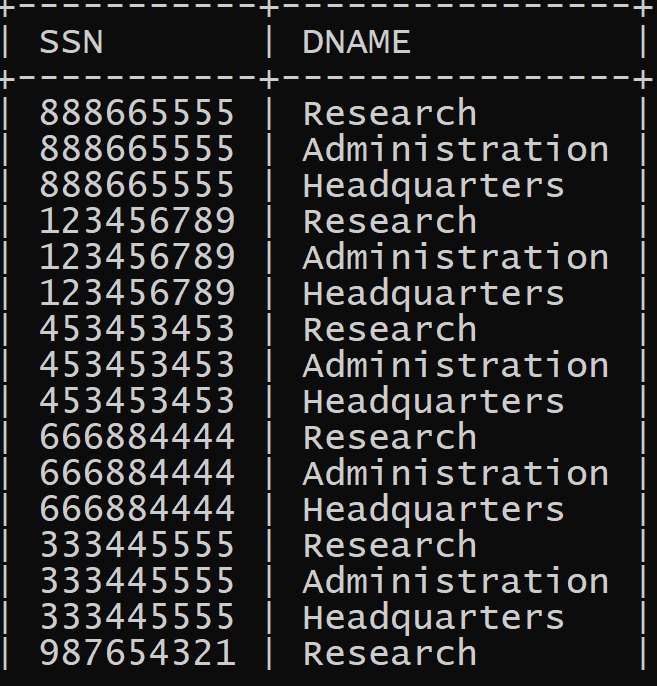 +-----------+----------------+
| SSN       | DNAME          |
+-----------+----------------+
| 888665555 | Research       |
| 888665555 | Administration |
| 888665555 | Headquarters   |
| 123456789 | Research       |
| 123456789 | Administration |
| 123456789 | Headquarters   |
| 453453453 | Research       |
| 453453453 | Administration |
| 453453453 | Headquarters   |
| 666884444 | Research       |
| 666884444 | Administration |
| 666884444 | Headquarters   |
| 333445555 | Research       |
| 333445555 | Administration |
| 333445555 | Headquarters   |
| 987654321 | Research       |